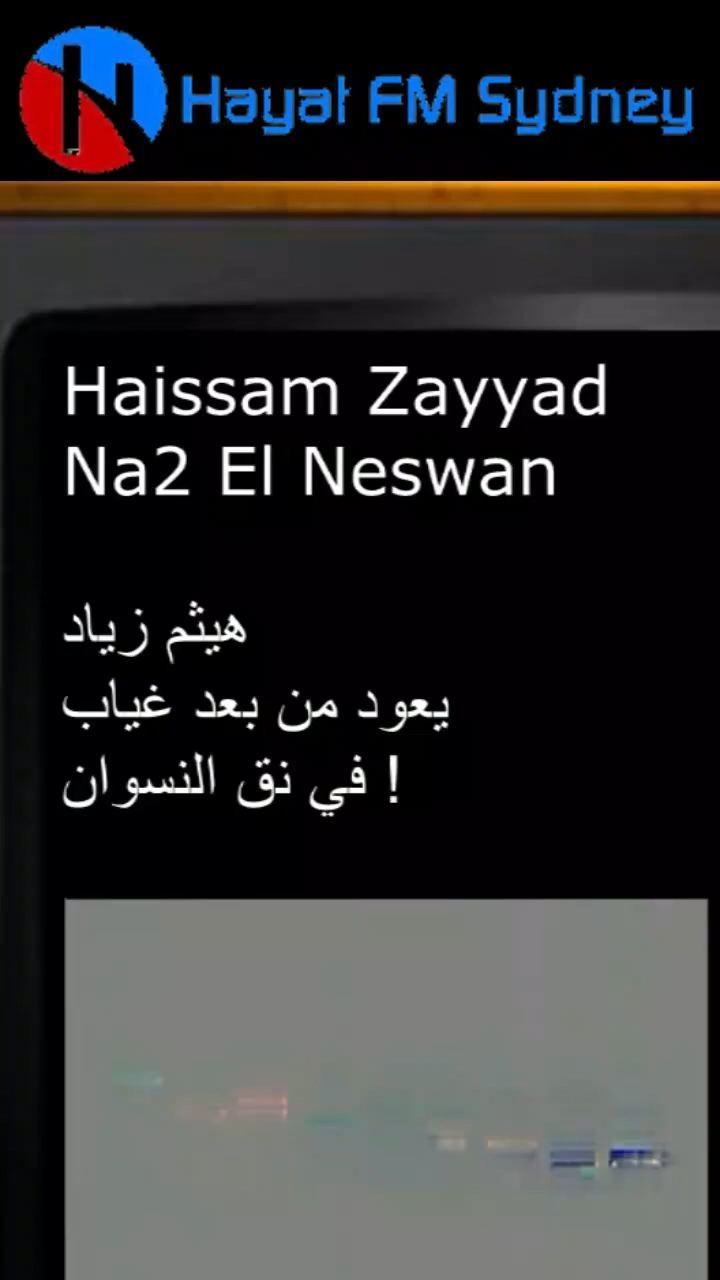 Hayat FM Sydney
Haissam Zayyad
Na2 El Neswan
هيثم زياد
يعود من بعد غياب
في نق النسوان !